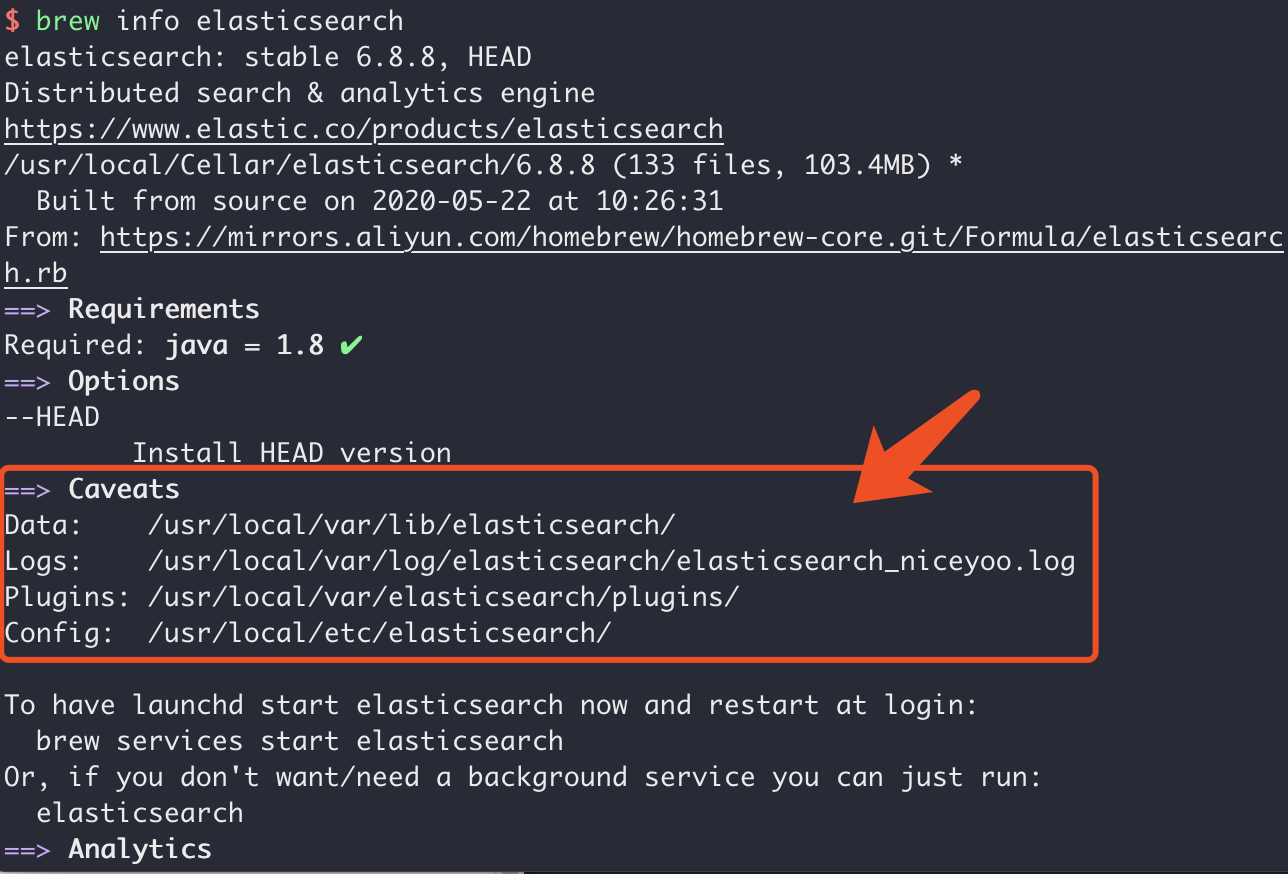 $ brew info elasticsearch
elasticsearch: stable 6.8.8, HEAD
Distributed search & analytics engine
https://www.elastic.co/products/elasticsearch
/usr/local/Cellar/elasticsearch/6.8.8 (133 files, 103.4MB) *
  Built from source on 2020-05-22 at 10:26:31
From: https://mirrors.aliyun.com/homebrew/homebrew-core.git/Formula/elasticsearc
h.rb
==> Requirements
Required: java = 1.8 ✔
==> Options
--HEAD
        Install HEAD version
==> Caveats
Data:    /usr/local/var/lib/elasticsearch/
Logs:    /usr/local/var/log/elasticsearch/elasticsearch_niceyoo.log
Plugins: /usr/local/var/elasticsearch/plugins/
Config:  /usr/local/etc/elasticsearch/
To have launchd start elasticsearch now and restart at login:
  brew services start elasticsearch
Or, if you don't want/need a background service you can just run:
  elasticsearch
==> Analytics